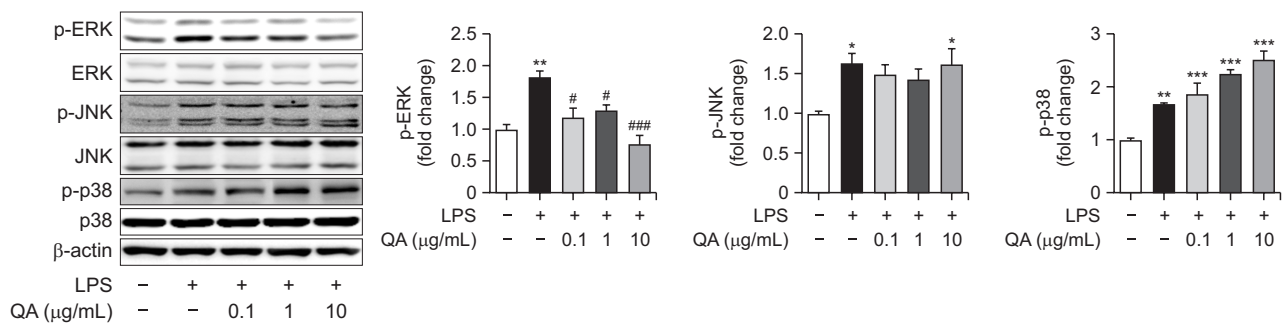 p-ERK
ERK
p-JNK
JNK
p-p38
p38
β-actin
LPS – + + + +
QA (μg/mL) – – 0.1 1 10
p-ERK
(fold change)
2.5
2.0
1.5
1.0
0.5
0.0
**
#
#
###
LPS – + + + +
QA (μg/mL) – – 0.1 1 10
p-JNK
(fold change)
2.0
1.5
1.0
0.5
0.0
*
*
LPS – + + + +
QA (μg/mL) – – 0.1 1 10
p-p38
(fold change)
3
2
1
0
**
***
***
***
LPS – + + + +
QA (μg/mL) – – 0.1 1 10